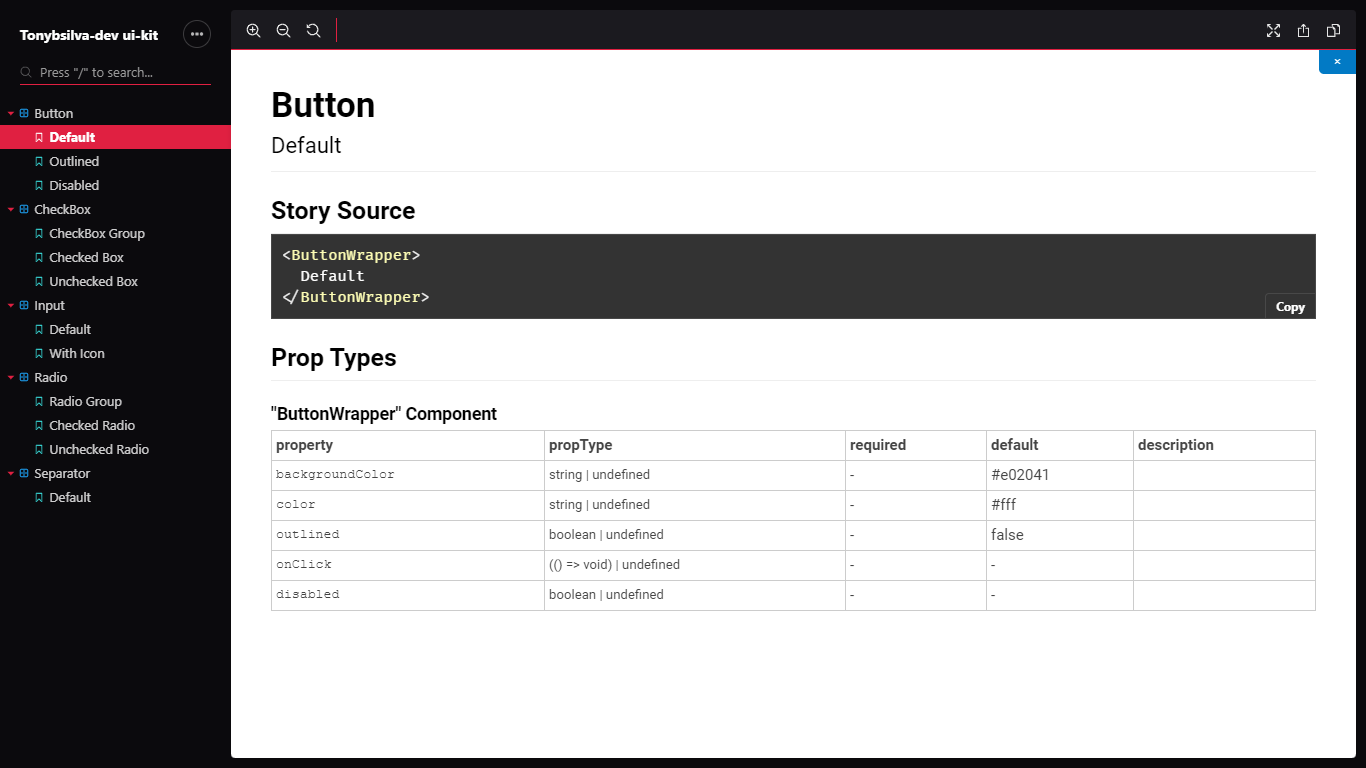 Tonybsilva-dev ui-kit
Press "/" to search...
Button
Default
Outlined
Disabled
CheckBox
CheckBox Group
Checked Box
Unchecked Box
Input
Default
With Icon
Radio
Radio Group
Checked Radio
Unchecked Radio
Separator
Default
×
Button
Default
Story Source
<ButtonWrapper>
Default
</ButtonWrapper>
Copy
Prop Types
"ButtonWrapper" Component
property propType required default description
backgroundColor string | undefined - #e02041
color string | undefined - #fff
outlined boolean | undefined - false
onClick (() => void) | undefined - -
disabled boolean | undefined - -